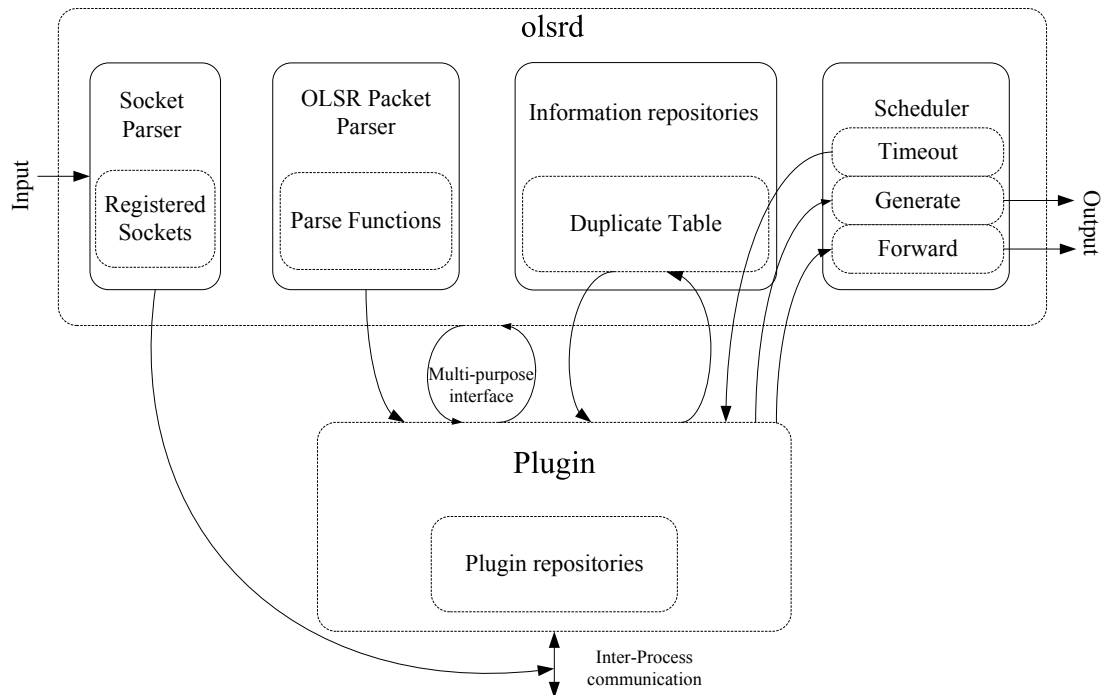 olsrd
Socket
Parser
Registered
Sockets
OLSR Packet
Parser
Parse Functions
Information repositories
Duplicate Table
Scheduler
Timeout
Generate
Forward
Input
Output
Multi-purpose
interface
Plugin
Plugin repositories
Inter-Process
communication